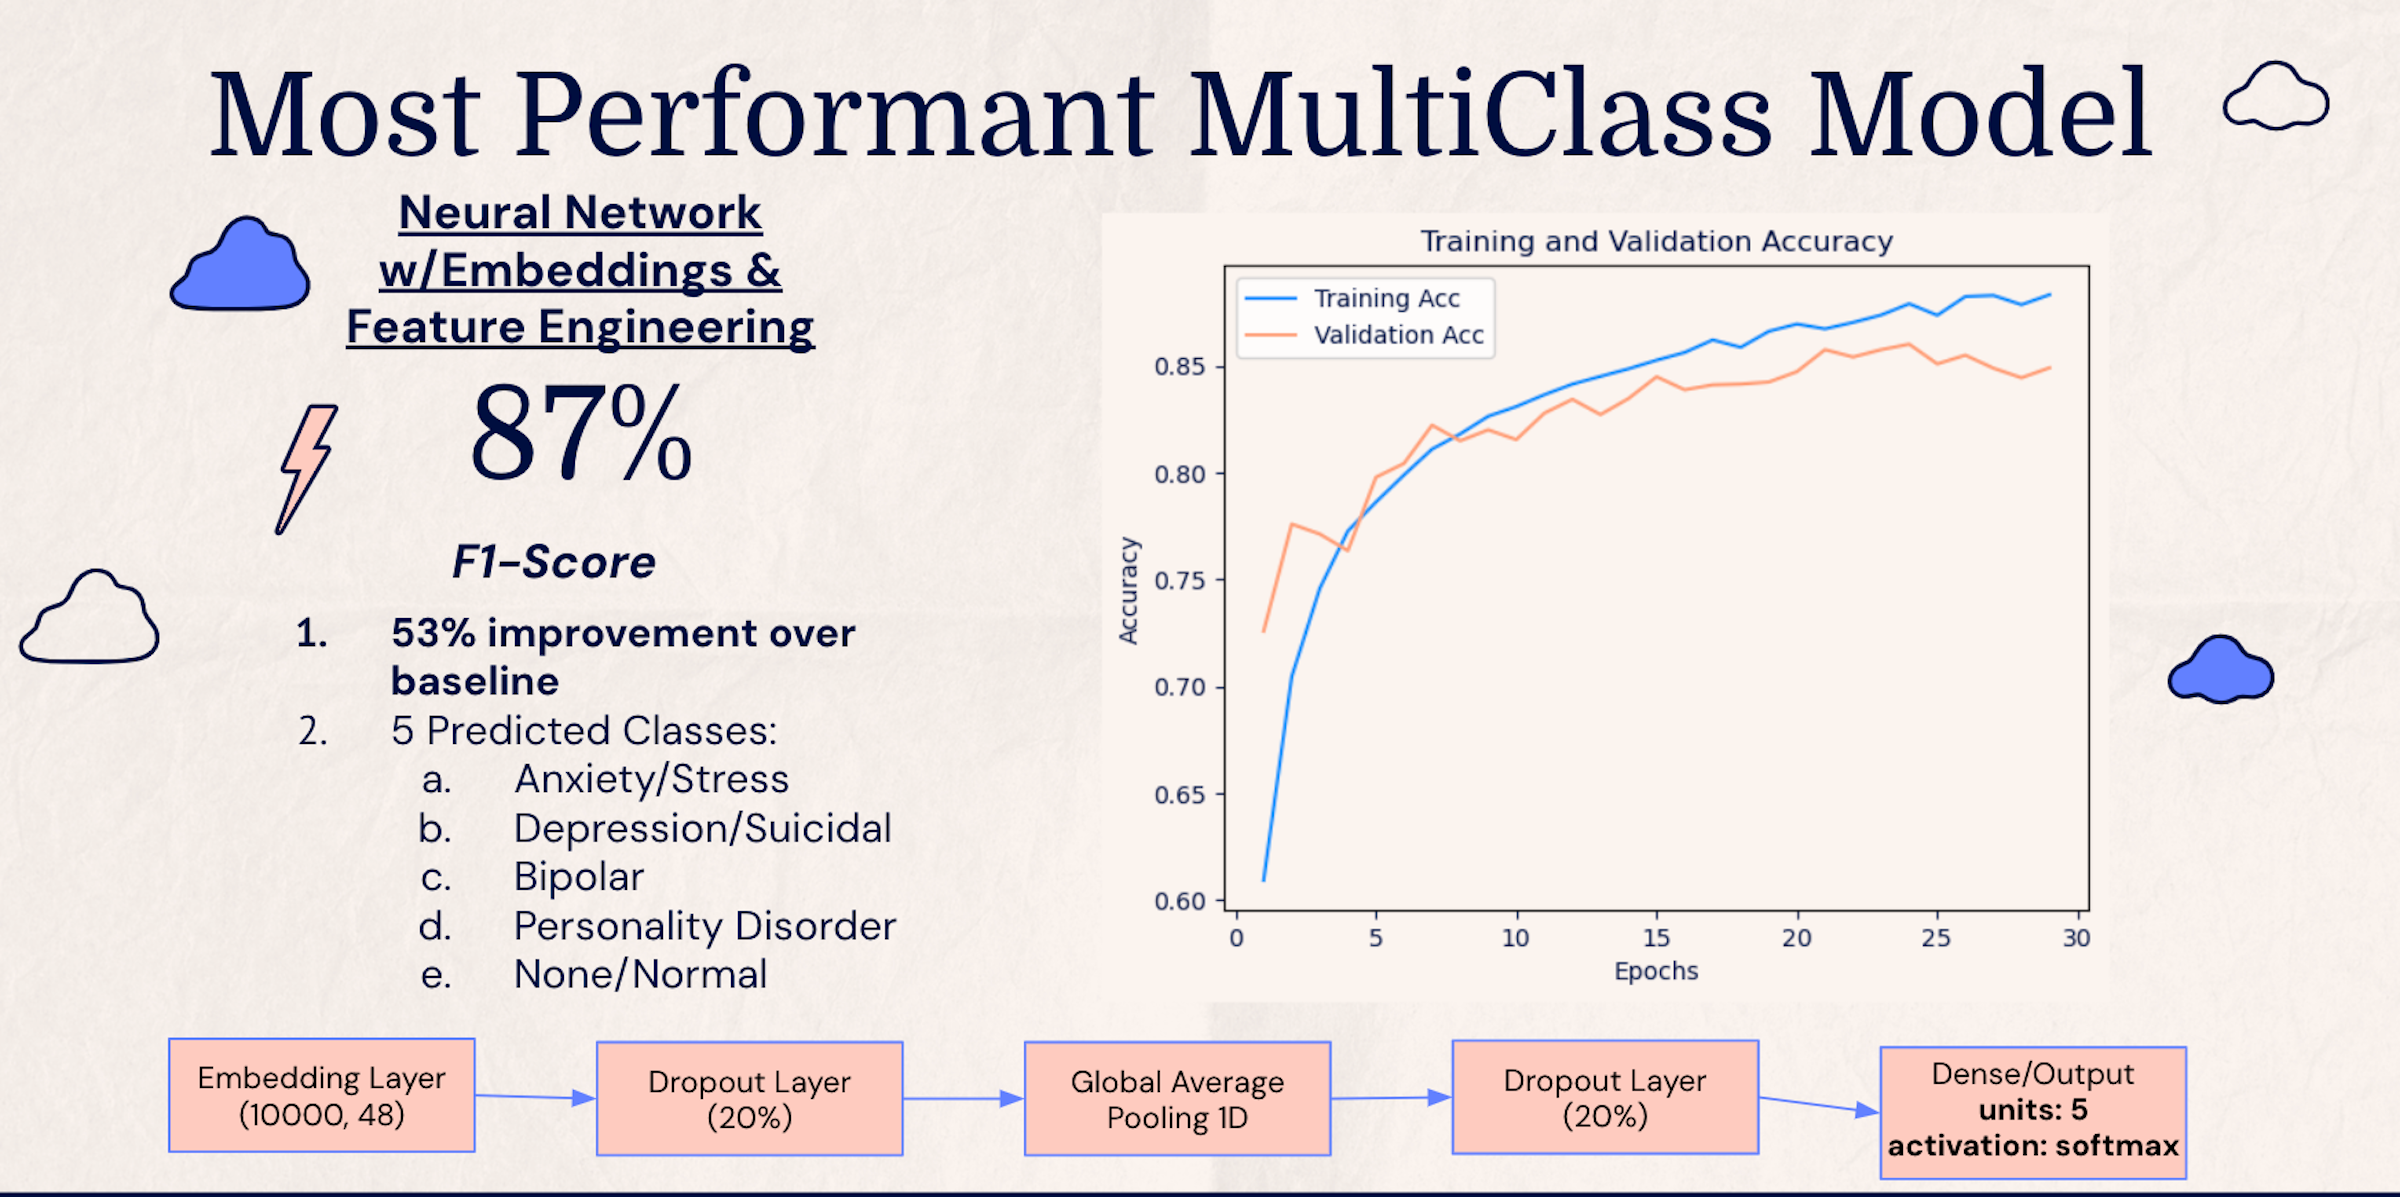 Most Performant MultiClass Model
Neural Network
w/Embeddings &
Feature Engineering
87%
F1-Score
1. 53% improvement over
baseline
2. 5 Predicted Classes:
a. Anxiety/Stress
b. Depression/Suicidal
c. Bipolar
d. Personality Disorder
e. None/Normal
Training and Validation Accuracy
Training Acc
Validation Acc
0.85
0.80
0.75
0.70
0.65
0.60
Accuracy
0 5 10 15 20 25 30
Epochs
Embedding Layer
(10000, 48)
Dropout Layer
(20%)
Global Average
Pooling 1D
Dropout Layer
(20%)
Dense/Output
units: 5
activation: softmax